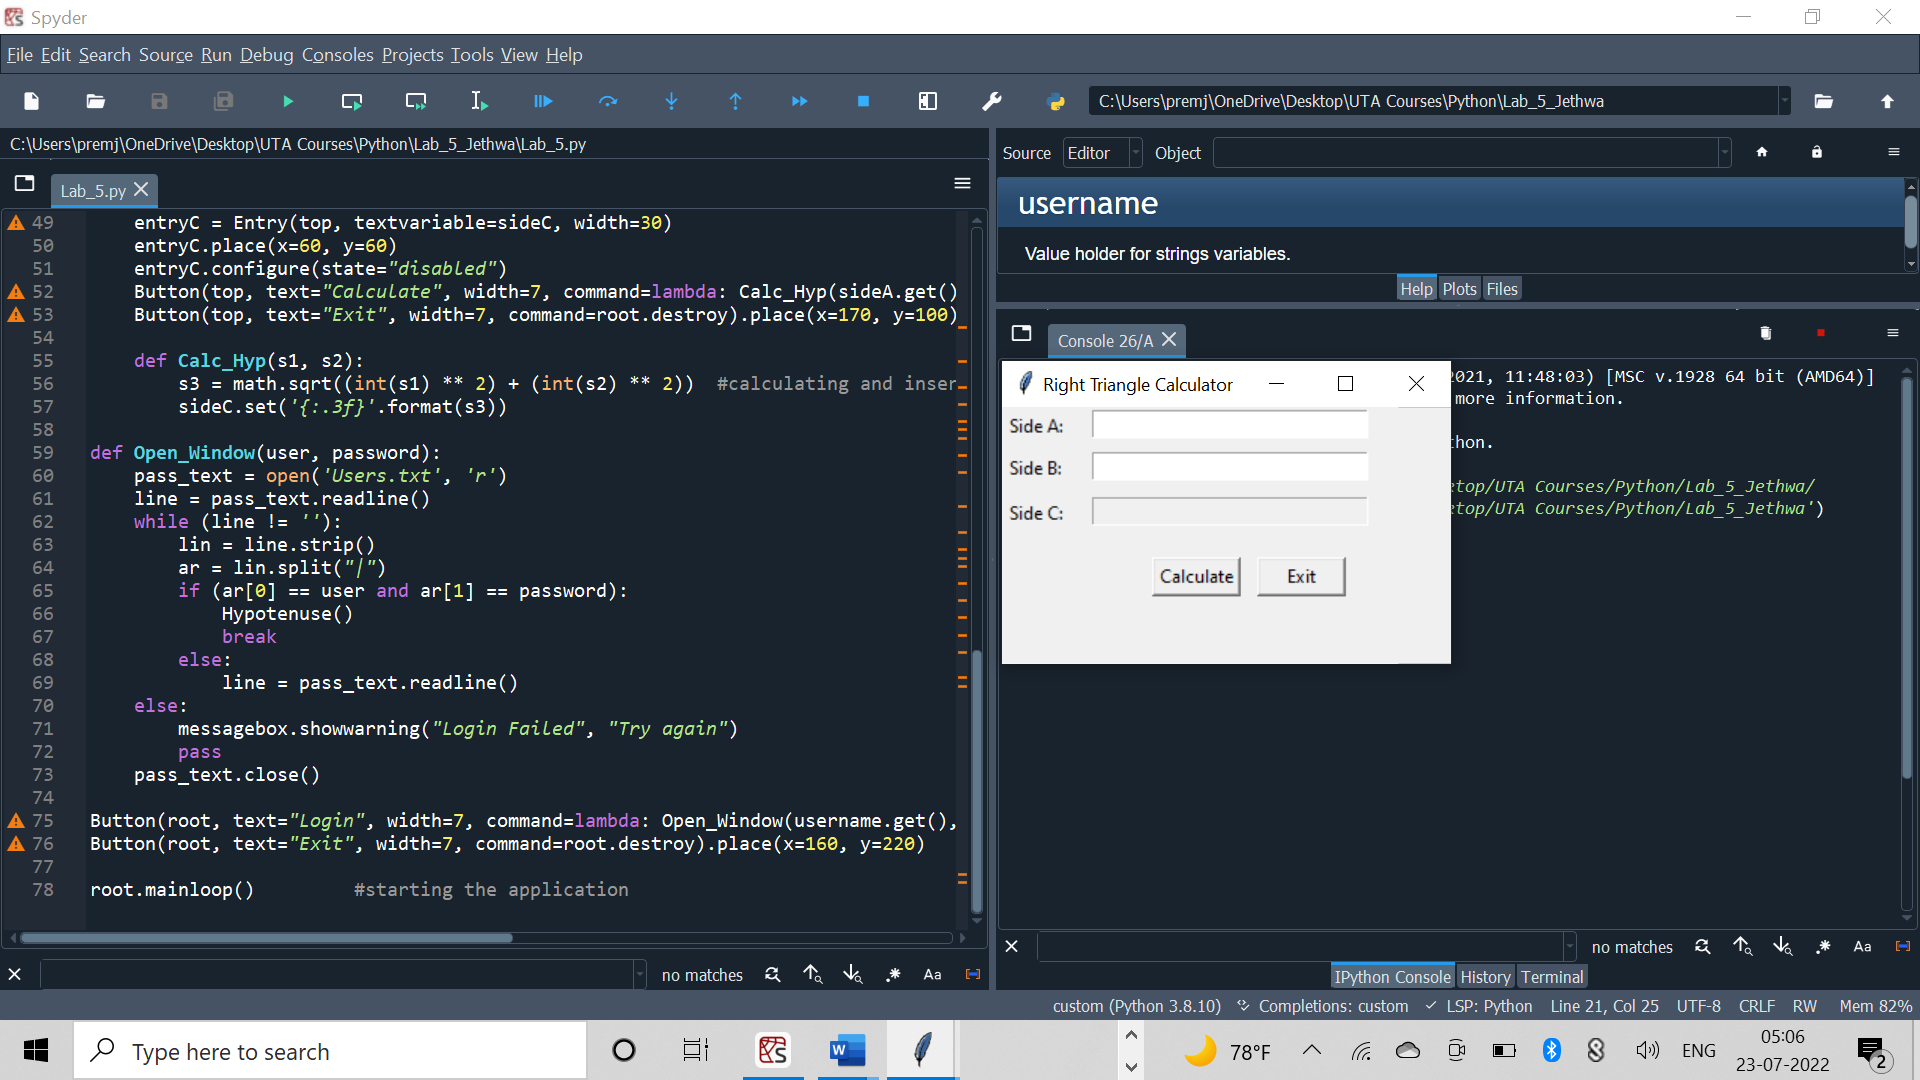 Spyder
File Edit Search Source Run Debug Consoles Projects Tools View Help
C:\Users\premj\OneDrive\Desktop\UTA Courses\Python\Lab_5_Jethwa
C:\Users\premj\OneDrive\Desktop\UTA Courses\Python\Lab_5_Jethwa\Lab_5.py
Lab_5.py
49 entryC = Entry(top, textvariable=sideC, width=30)
50 entryC.place(x=60, y=60)
51 entryC.configure(state="disabled")
52 Button(top, text="Calculate", width=7, command=lambda: Calc_Hyp(sideA.get()
53 Button(top, text="Exit", width=7, command=root.destroy).place(x=170, y=100)
54
55 def Calc_Hyp(s1, s2):
56 s3 = math.sqrt((int(s1) ** 2) + (int(s2) ** 2)) #calculating and inser
57 sideC.set('{:.3f}'.format(s3))
58
59 def Open_Window(user, password):
60 pass_text = open('Users.txt', 'r')
61 line = pass_text.readline()
62 while (line != ''):
63 lin = line.strip()
64 ar = lin.split("|")
65 if (ar[0] == user and ar[1] == password):
66 Hypotenuse()
67 break
68 else:
69 line = pass_text.readline()
70 else:
71 messagebox.showwarning("Login Failed", "Try again")
72 pass
73 pass_text.close()
74
75 Button(root, text="Login", width=7, command=lambda: Open_Window(username.get(),
76 Button(root, text="Exit", width=7, command=root.destroy).place(x=160, y=220)
77
78 root.mainloop() #starting the application
no matches Aa
Source Editor Object
username
Value holder for strings variables.
Help Plots Files
Console 26/A
2021, 11:48:03) [MSC v.1928 64 bit (AMD64)]
more information.
thon.
ktop/UTA Courses/Python/Lab_5_Jethwa/
ktop/UTA Courses/Python/Lab_5_Jethwa')
Right Triangle Calculator
Side A:
Side B:
Side C:
Calculate Exit
no matches Aa
IPython Console History Terminal
custom (Python 3.8.10) Completions: custom LSP: Python Line 21, Col 25 UTF-8 CRLF RW Mem 82%
Type here to search
W
78°F
ENG
05:06
23-07-2022
2